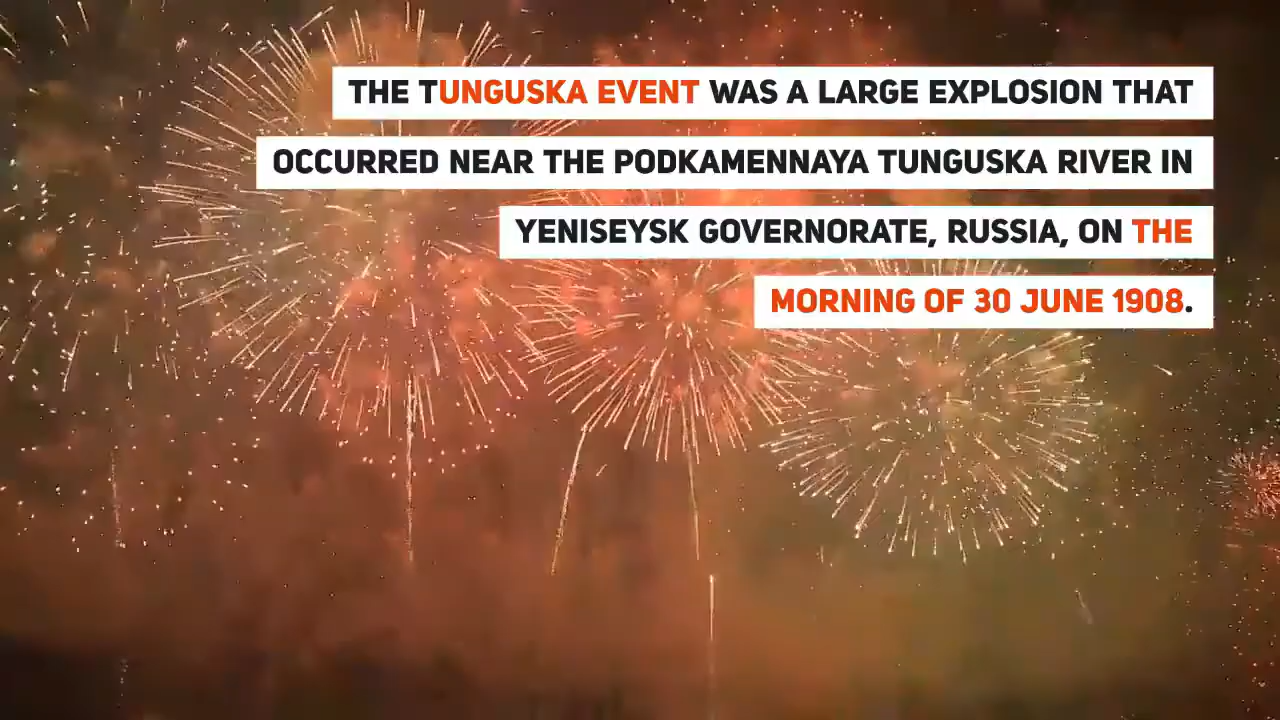 THE TUNGUSKA EVENT WAS A LARGE EXPLOSION THAT
OCCURRED NEAR THE PODKAMENNAYA TUNGUSKA RIVER IN
YENISEYSK GOVERNORATE, RUSSIA, ON THE
MORNING OF 30 JUNE 1908.